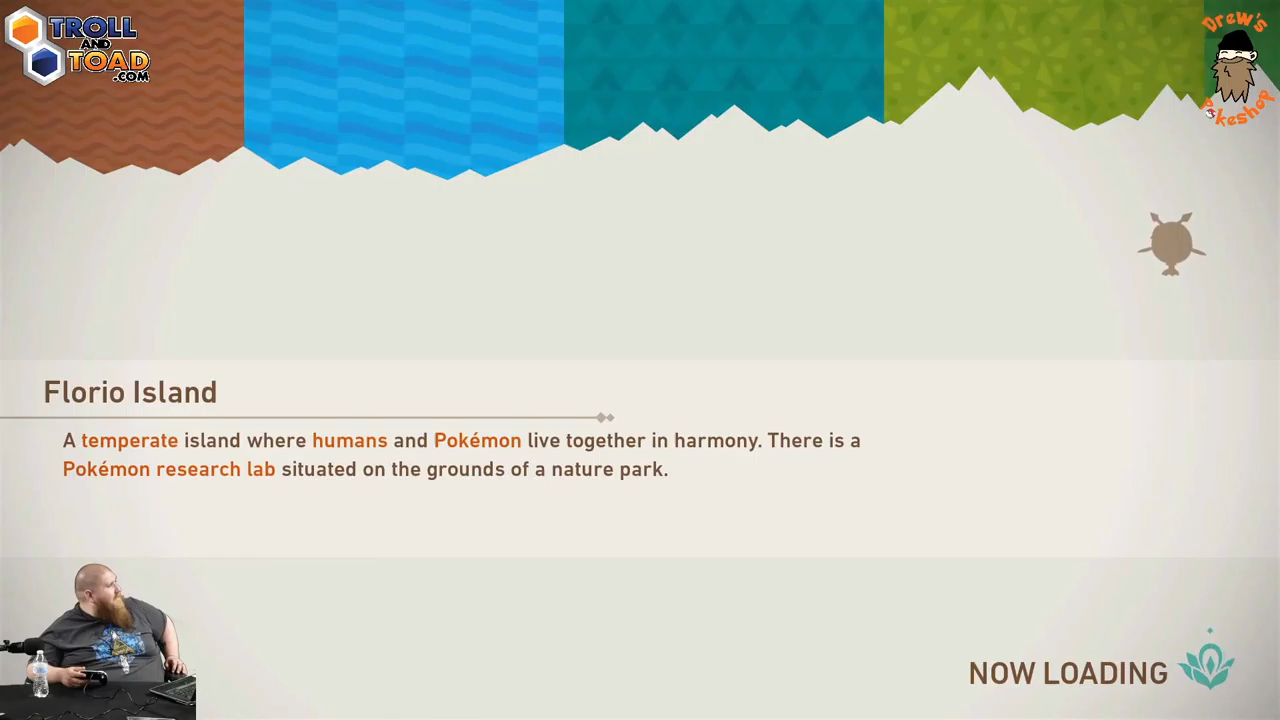 TROLL
AND
TOAD
.COM
Drew's
Pokeshop
Florio Island
A temperate island where humans and Pokémon live together in harmony. There is a
Pokémon research lab situated on the grounds of a nature park.
NOW LOADING